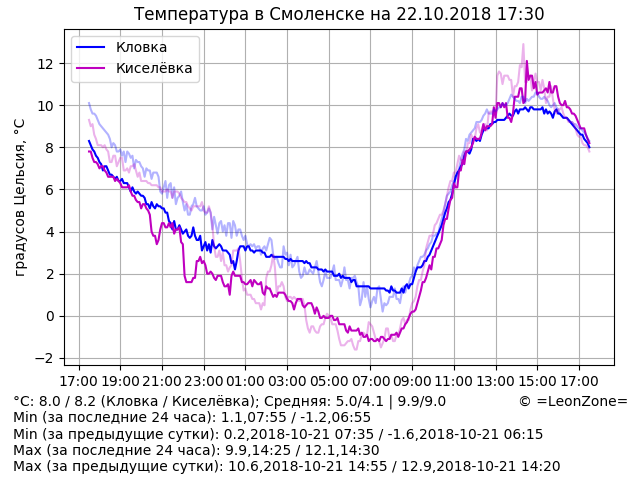 Температура в Смоленске на 22.10.2018 17:30
Кловка
Киселёвка
градусов Цельсия, °C
12
10
8
6
4
2
0
−2
17:00 19:00 21:00 23:00 01:00 03:00 05:00 07:00 09:00 11:00 13:00 15:00 17:00
°C: 8.0 / 8.2 (Кловка / Киселёвка); Средняя: 5.0/4.1 | 9.9/9.0 © =LeonZone=
Min (за последние 24 часа): 1.1,07:55 / -1.2,06:55
Min (за предыдущие сутки): 0.2,2018-10-21 07:35 / -1.6,2018-10-21 06:15
Max (за последние 24 часа): 9.9,14:25 / 12.1,14:30
Max (за предыдущие сутки): 10.6,2018-10-21 14:55 / 12.9,2018-10-21 14:20